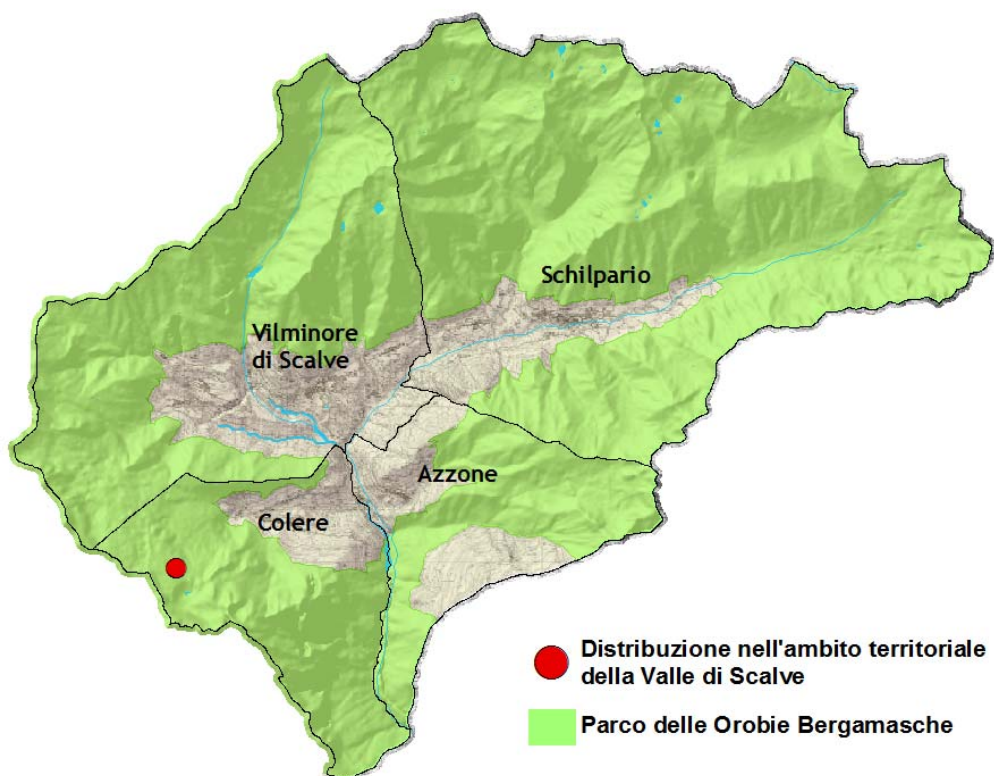 Schilpario
Vilminore
di Scalve
Azzone
Colere
Distribuzione nell'ambito territoriale
della Valle di Scalve
Parco delle Orobie Bergamasche